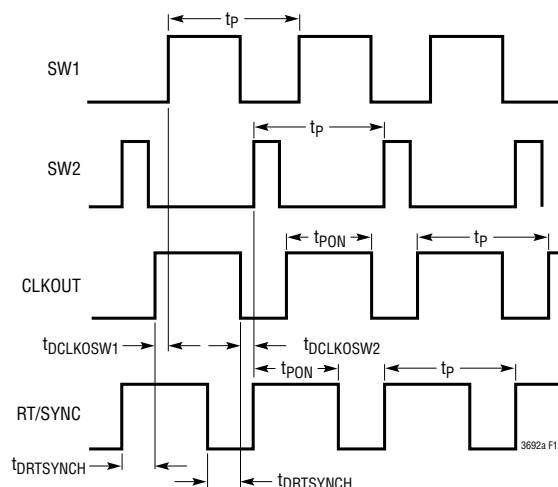 tP
SW1
tP
SW2
tPON
tP
CLKOUT
tDCLKOSW1
tDCLKOSW2
tPON
tP
RT/SYNC
3692a F1
tDRTSYNCH
tDRTSYNCH